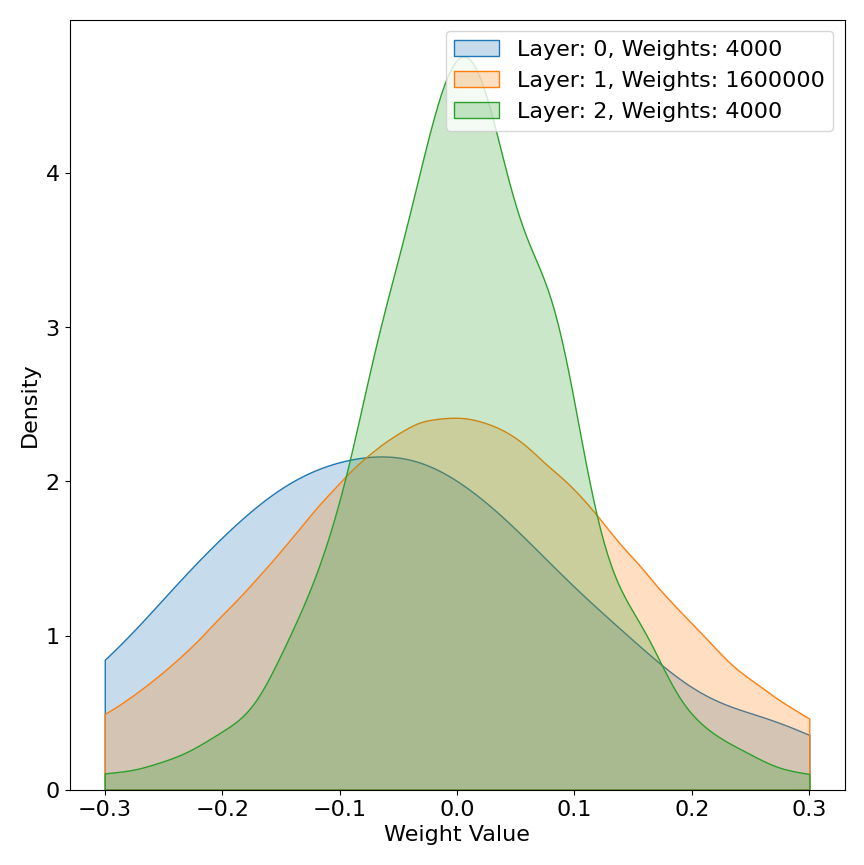 Layer: 0, Weights: 4000
Layer: 1, Weights: 1600000
Layer: 2, Weights: 4000
Density
4
3
2
1
0
−0.3 −0.2 −0.1 0.0 0.1 0.2 0.3
Weight Value